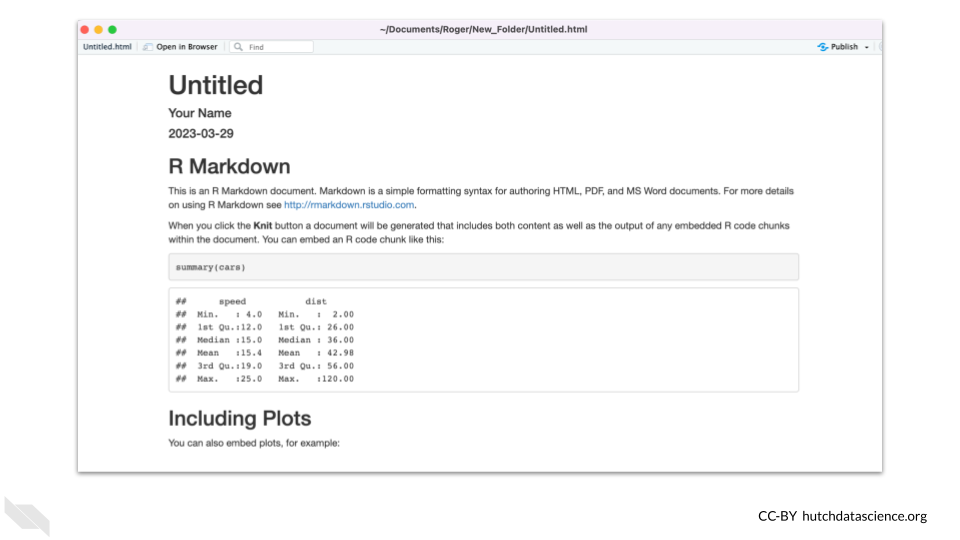 ~/Documents/Roger/New_Folder/Untitled.html
Untitled.html Open in Browser Find Publish
Untitled
Your Name
2023-03-29
R Markdown
This is an R Markdown document. Markdown is a simple formatting syntax for authoring HTML, PDF, and MS Word documents. For more details
on using R Markdown see http://rmarkdown.rstudio.com.
When you click the Knit button a document will be generated that includes both content as well as the output of any embedded R code chunks
within the document. You can embed an R code chunk like this:
summary(cars)
##      speed           dist
## Min.   : 4.0   Min.   :  2.00
## 1st Qu.:12.0   1st Qu.: 26.00
## Median :15.0   Median : 36.00
## Mean   :15.4   Mean   : 42.98
## 3rd Qu.:19.0   3rd Qu.: 56.00
## Max.   :25.0   Max.   :120.00
Including Plots
You can also embed plots, for example:
CC-BY hutchdatascience.org